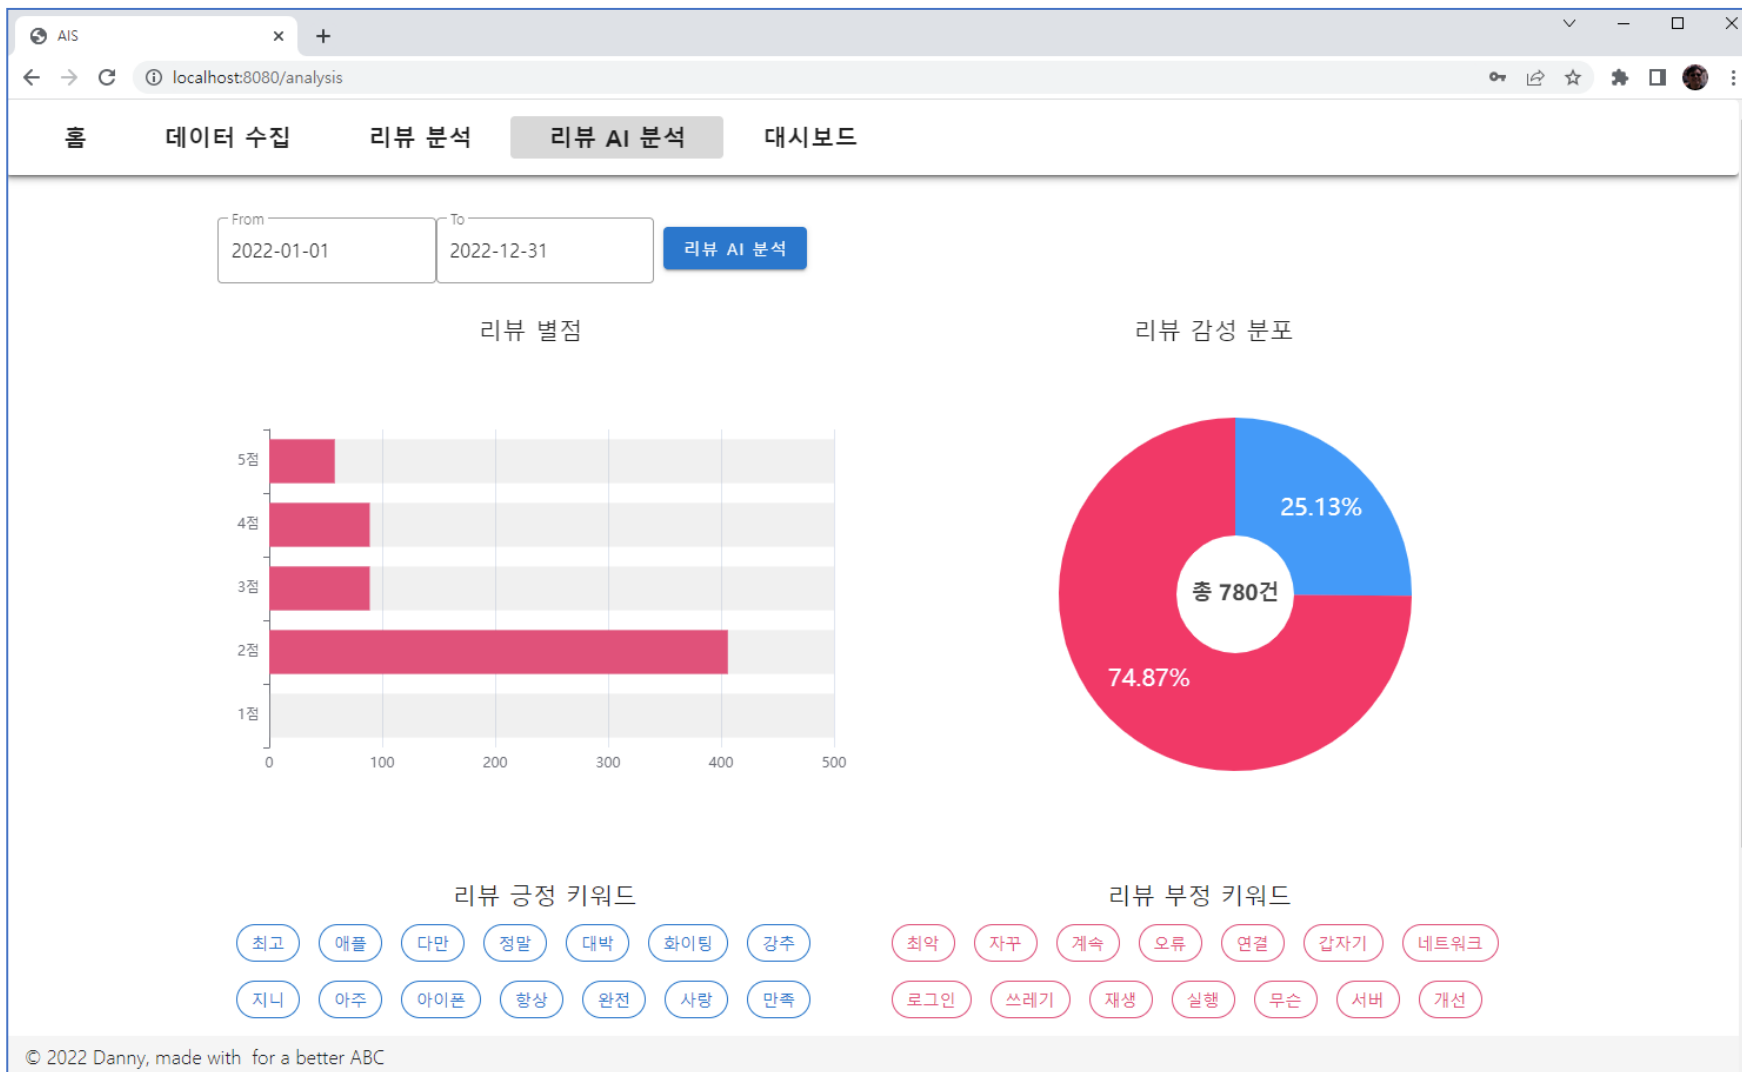 AIS
localhost:8080/analysis
홈 데이터 수집 리뷰 분석 리뷰 AI 분석 대시보드
From To
2022-01-01 2022-12-31 리뷰 AI 분석
리뷰 별점
5점
4점
3점
2점
1점
0 100 200 300 400 500
리뷰 감성 분포
25.13%
총 780건
74.87%
리뷰 긍정 키워드
최고 애플 다만 정말 대박 화이팅 강추
지니 아주 아이폰 항상 완전 사랑 만족
리뷰 부정 키워드
최악 자꾸 계속 오류 연결 갑자기 네트워크
로그인 쓰레기 재생 실행 무슨 서버 개선
© 2022 Danny, made with for a better ABC